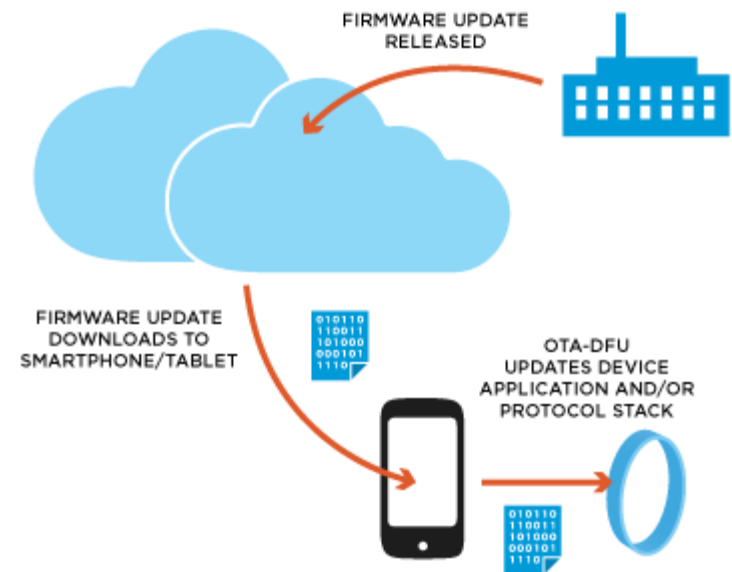 FIRMWARE UPDATE
RELEASED
FIRMWARE UPDATE
DOWNLOADS TO
SMARTPHONE/TABLET
010110
110011
101000
000101
1110
OTA-DFU
UPDATES DEVICE
APPLICATION AND/OR
PROTOCOL STACK
010110
110011
101000
000101
1110